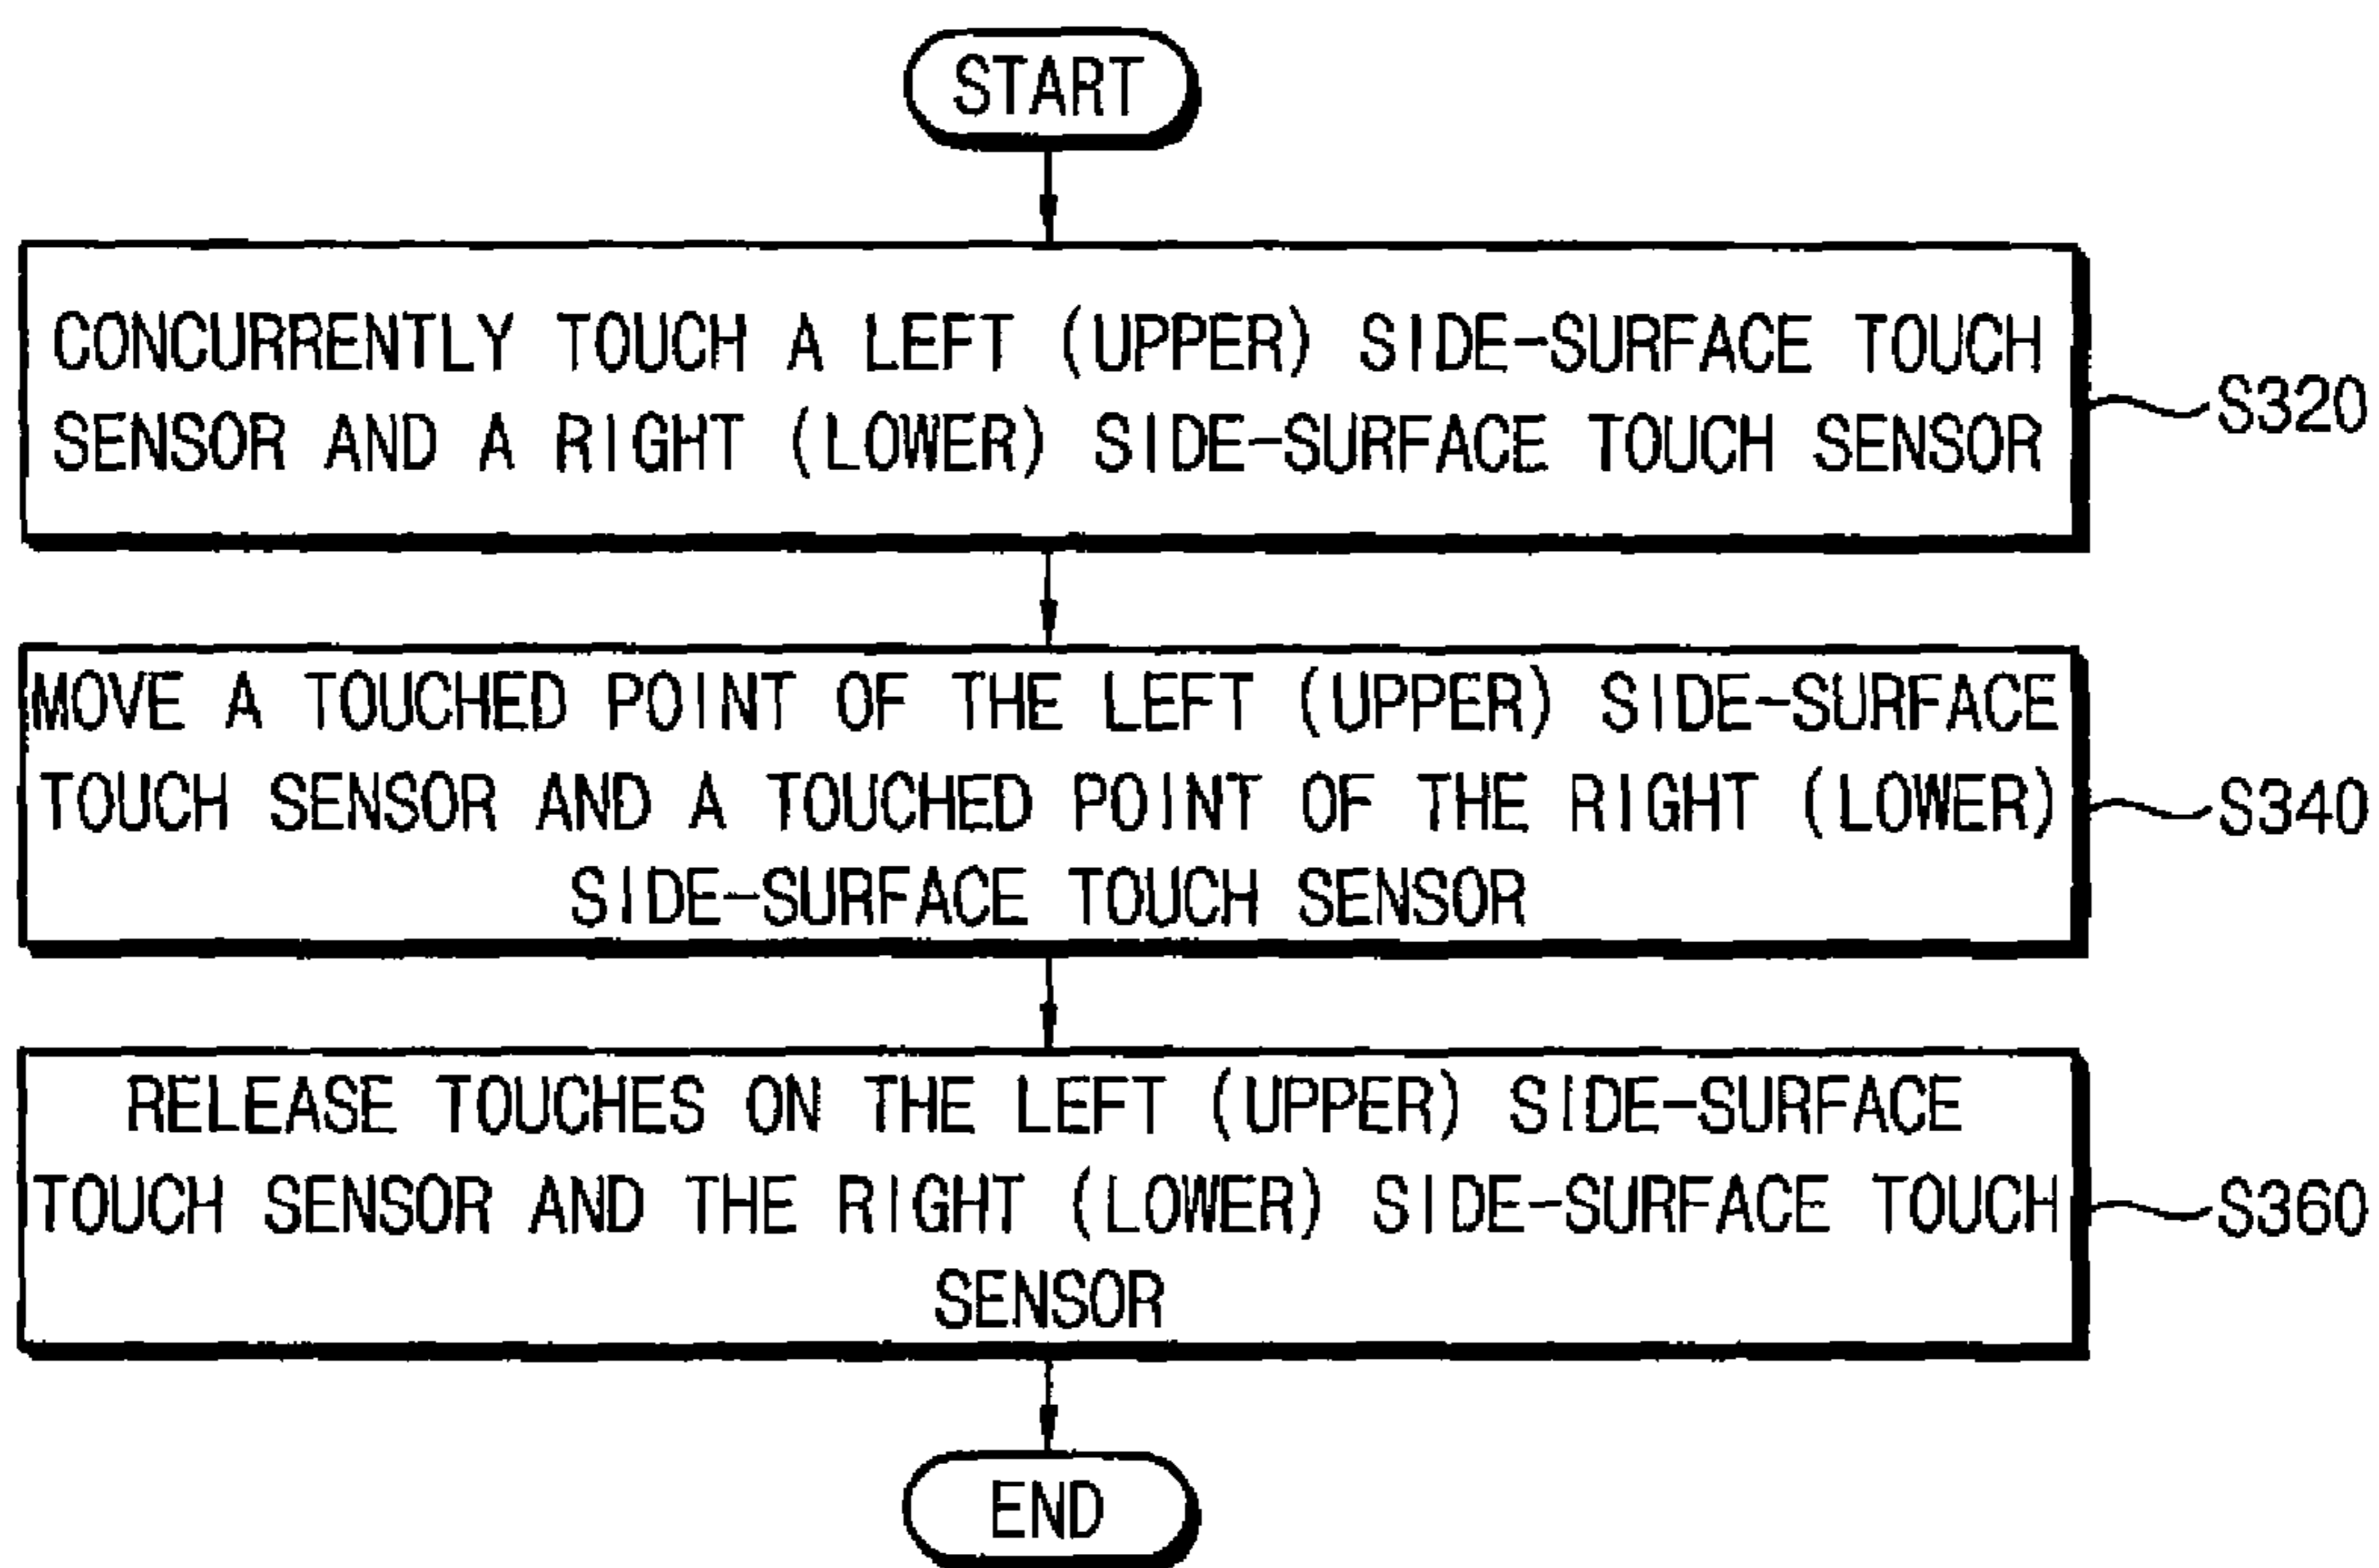 START
CONCURRENTLY TOUCH A LEFT (UPPER) SIDE-SURFACE TOUCH
SENSOR AND A RIGHT (LOWER) SIDE-SURFACE TOUCH SENSOR
S320
MOVE A TOUCHED POINT OF THE LEFT (UPPER) SIDE-SURFACE
TOUCH SENSOR AND A TOUCHED POINT OF THE RIGHT (LOWER)
SIDE-SURFACE TOUCH SENSOR
S340
RELEASE TOUCHES ON THE LEFT (UPPER) SIDE-SURFACE
TOUCH SENSOR AND THE RIGHT (LOWER) SIDE-SURFACE TOUCH
SENSOR
S360
END